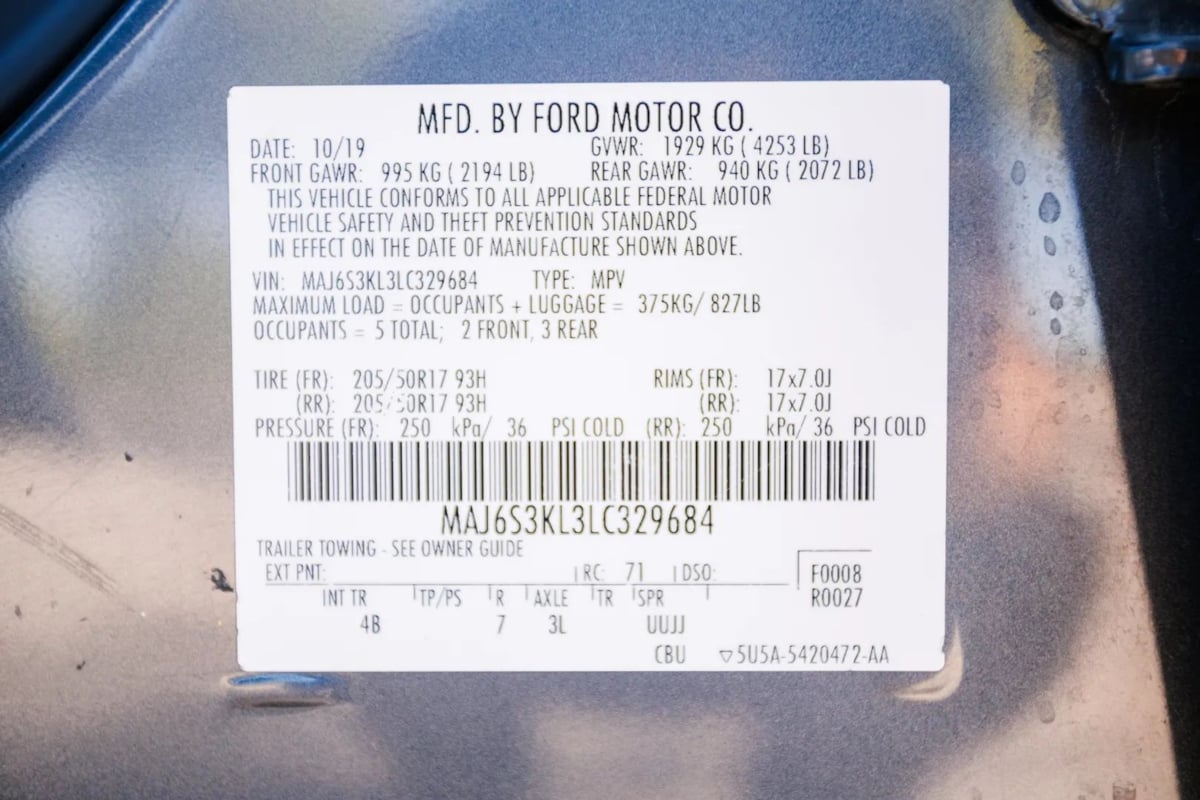 MFD. BY FORD MOTOR CO.
DATE: 10/19 GVWR: 1929 KG ( 4253 LB)
FRONT GAWR: 995 KG ( 2194 LB) REAR GAWR: 940 KG ( 2072 LB)
THIS VEHICLE CONFORMS TO ALL APPLICABLE FEDERAL MOTOR
VEHICLE SAFETY AND THEFT PREVENTION STANDARDS
IN EFFECT ON THE DATE OF MANUFACTURE SHOWN ABOVE.
VIN: MAJ6S3KL3LC329684 TYPE: MPV
MAXIMUM LOAD = OCCUPANTS + LUGGAGE = 375KG/ 827LB
OCCUPANTS = 5 TOTAL; 2 FRONT, 3 REAR
TIRE (FR): 205/50R17 93H RIMS (FR): 17x7.0J
(RR): 205/50R17 93H (RR): 17x7.0J
PRESSURE (FR): 250 kPa/ 36 PSI COLD (RR): 250 kPa/ 36 PSI COLD
MAJ6S3KL3LC329684
TRAILER TOWING - SEE OWNER GUIDE
EXT PNT: RC: 71 DSO: F0008
R0027
INT TR TP/PS R AXLE TR SPR
4B 7 3L UUJJ
CBU ▽5U5A-5420472-AA